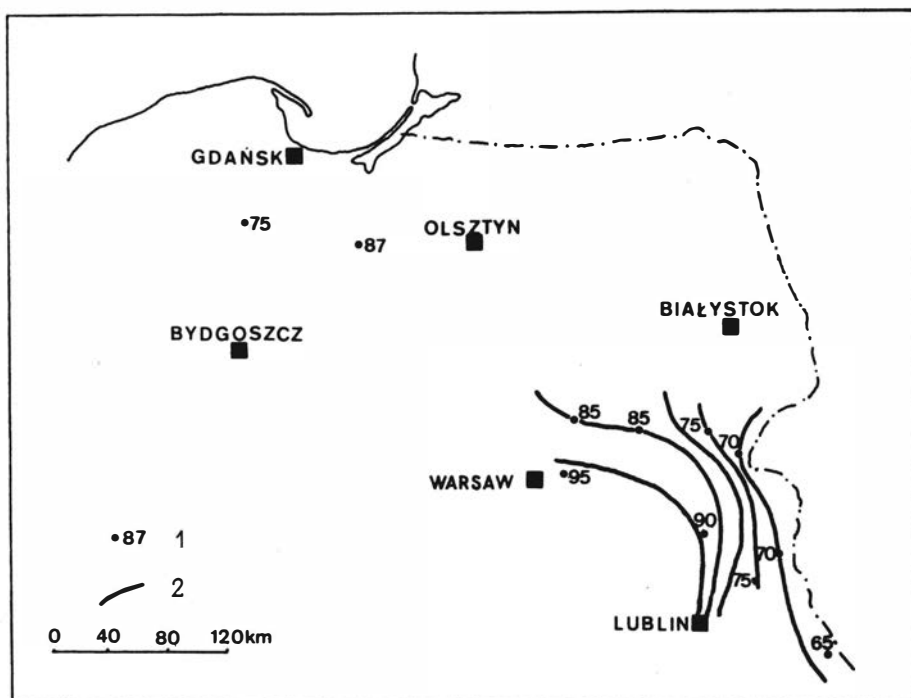 GDAŃSK
75
87
OLSZTYN
BIAŁYSTOK
BYDGOSZCZ
85
85
75
70
WARSAW
95
90
70
75
87 1
2
LUBLIN
65
0 40 80 120km